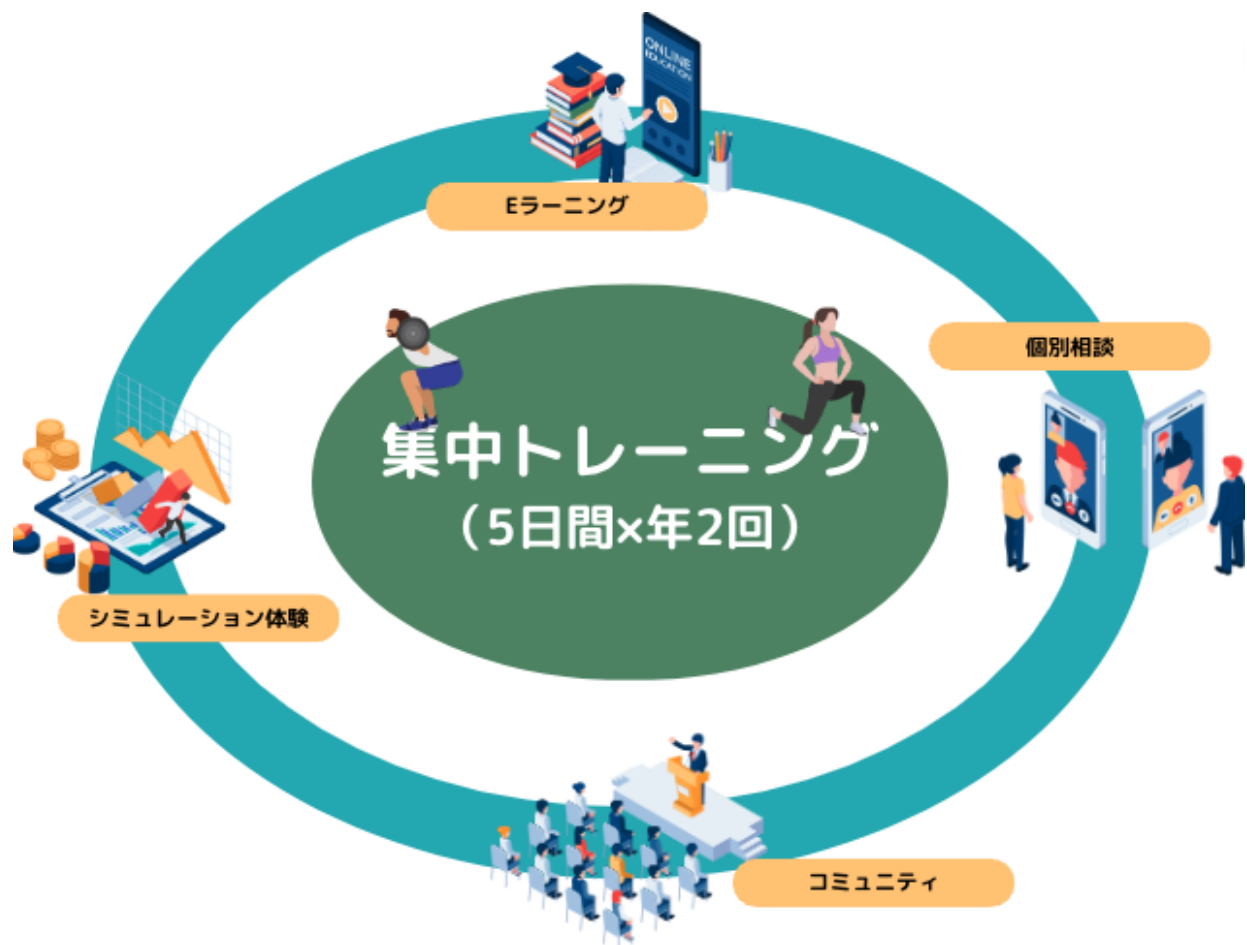 ONLINE
EDUCATION
Eラーニング
個別相談
集中トレーニング
（5日間×年2回）
シミュレーション体験
コミュニティ